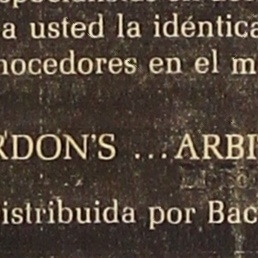 a usted la idéntica
nocedores en el m
RDON'S ...ARBI
istribuida por Bac